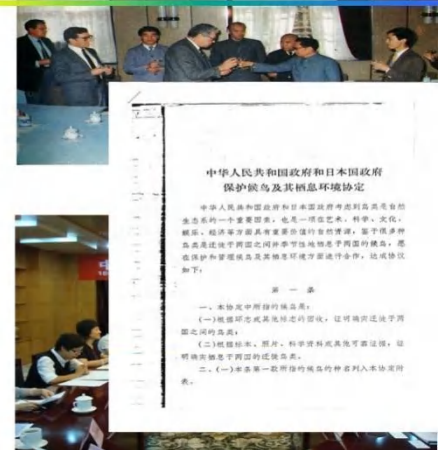 中华人民共和国政府和日本国政府
保护候鸟及其栖息环境协定
中华人民共和国政府和日本国政府考虑到鸟类是自然
生态系的一个重要因素，也是一项在艺术、科学、文化、
娱乐、经济等方面具有重要价值的自然资源，鉴于很多种
鸟类是迁徙于两国之间并季节性地栖息于两国的候鸟，愿
在保护和管理候鸟及其栖息环境方面进行合作，达成协议
如下：
第一条
一、本协定中所指的候鸟是：
(一)根据环志或其他标志的回收，证明确实迁徙于两
国之间的鸟类；
(二)根据标本、照片、科学资料或其他可靠证据，证
明确实栖息于两国的迁徙鸟类。
二、(一)本条第一款所指的候鸟的种名列入本协定附
表。